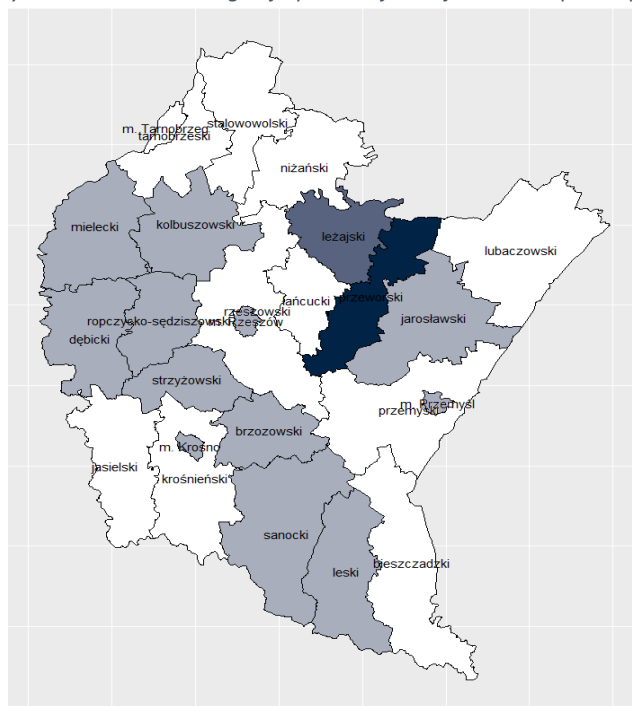 m. Tarnobrzeg
stalowowolski
tarnobrzeski
niżański
mielecki
kolbuszowski
leżajski
lubaczowski
łańcucki
przeworski
rzeszowski
m. Rzeszów
ropczycko-sędziszowski
jarosławski
dębicki
strzyżowski
m. Przemyśl
przemyski
brzozowski
m. Krosno
jasielski
krośnieński
sanocki
leski
bieszczadzki